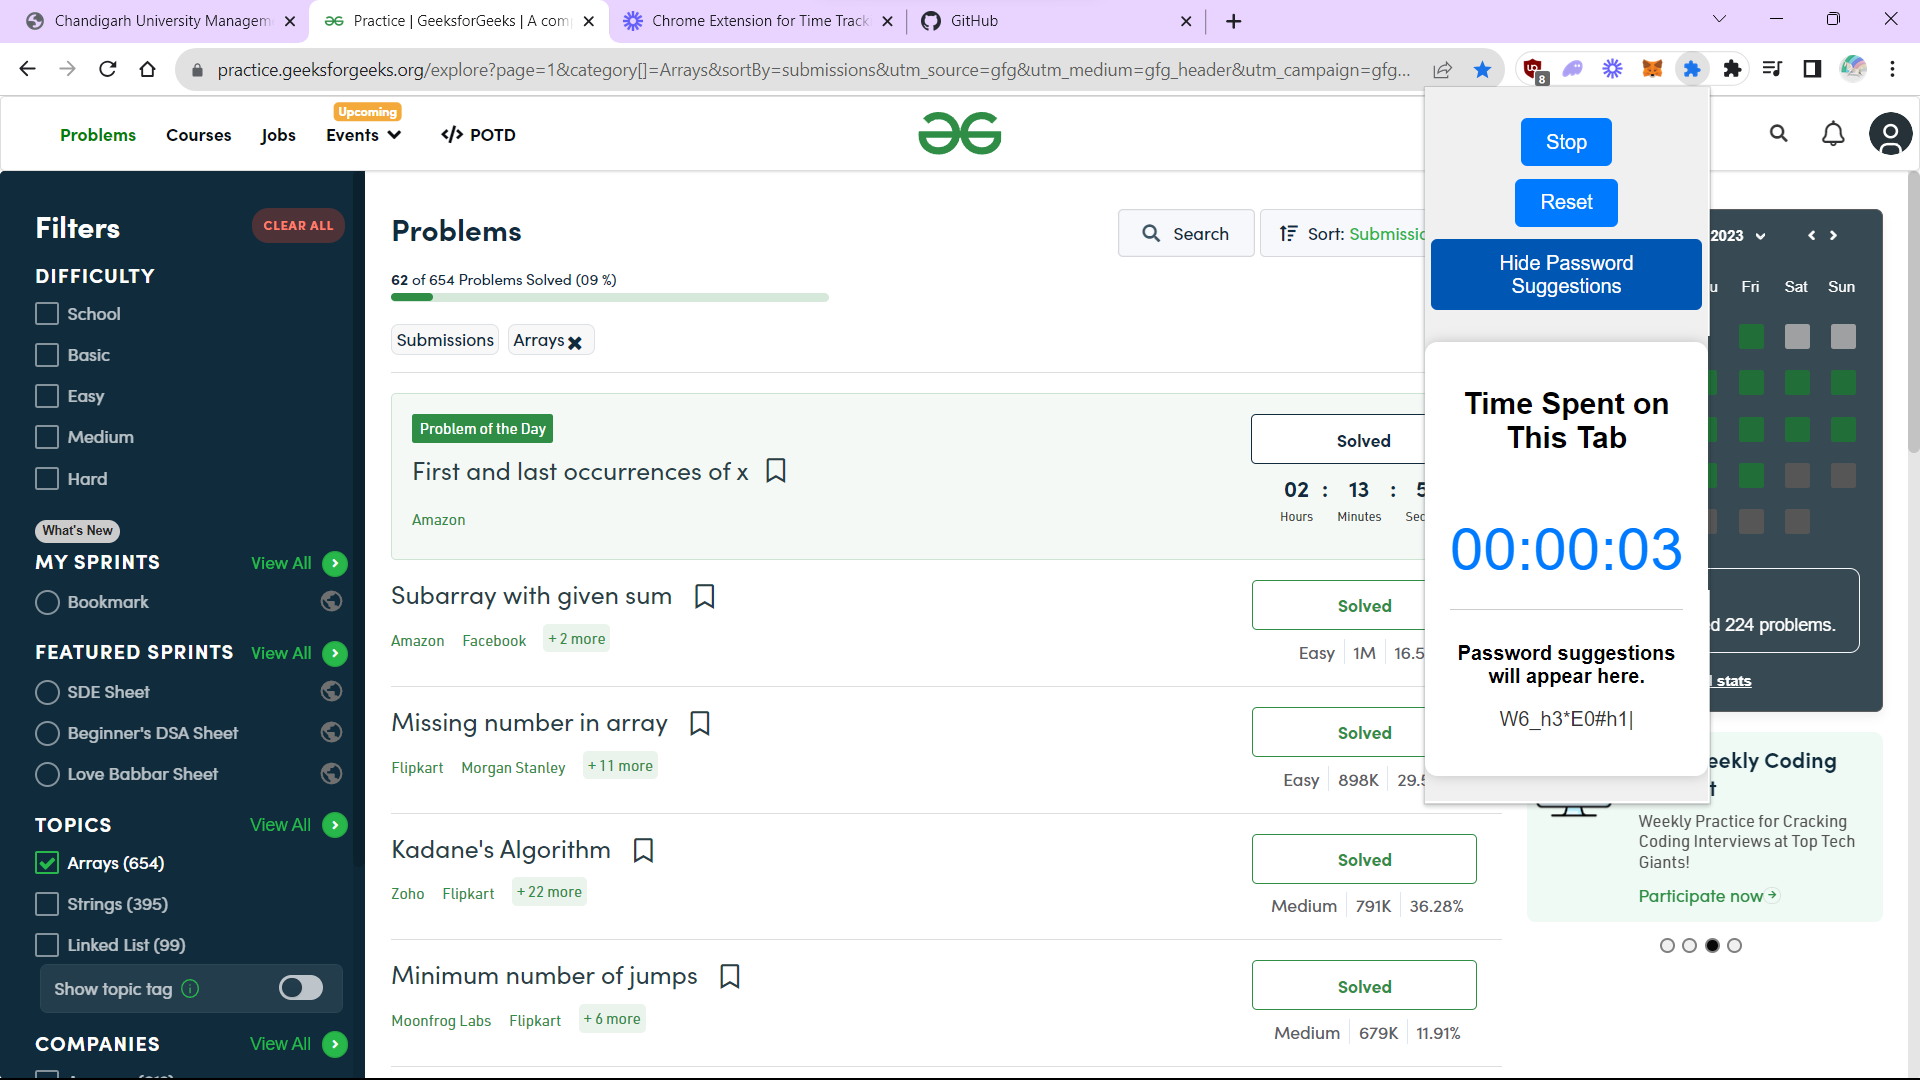 Chandigarh University Managem
Practice | GeeksforGeeks | A com
Chrome Extension for Time Track
GitHub
practice.geeksforgeeks.org/explore?page=1&category[]=Arrays&sortBy=submissions&utm_source=gfg&utm_medium=gfg_header&utm_campaign=gfg...
8
Problems
Courses
Jobs
Upcoming
Events
</> POTD
Filters
CLEAR ALL
DIFFICULTY
School
Basic
Easy
Medium
Hard
What's New
MY SPRINTS
View All
Bookmark
FEATURED SPRINTS
View All
SDE Sheet
Beginner's DSA Sheet
Love Babbar Sheet
TOPICS
View All
Arrays (654)
Strings (395)
Linked List (99)
Show topic tag
COMPANIES
View All
Problems
Search
Sort: Submissio
62 of 654 Problems Solved (09 %)
Submissions
Arrays
Problem of the Day
First and last occurrences of x
Amazon
Solved
02 : 13 : 5
Hours Minutes Sec
Subarray with given sum
Amazon Facebook + 2 more
Solved
Easy 1M 16.5
Missing number in array
Flipkart Morgan Stanley + 11 more
Solved
Easy 898K 29.5
Kadane's Algorithm
Zoho Flipkart + 22 more
Solved
Medium 791K 36.28%
Minimum number of jumps
Moonfrog Labs Flipkart + 6 more
Solved
Medium 679K 11.91%
Stop
Reset
Hide Password
Suggestions
Time Spent on
This Tab
00:00:03
Password suggestions
will appear here.
W6_h3*E0#h1|
2023
u Fri Sat Sun
d 224 problems.
stats
eekly Coding
t
Weekly Practice for Cracking
Coding Interviews at Top Tech
Giants!
Participate now